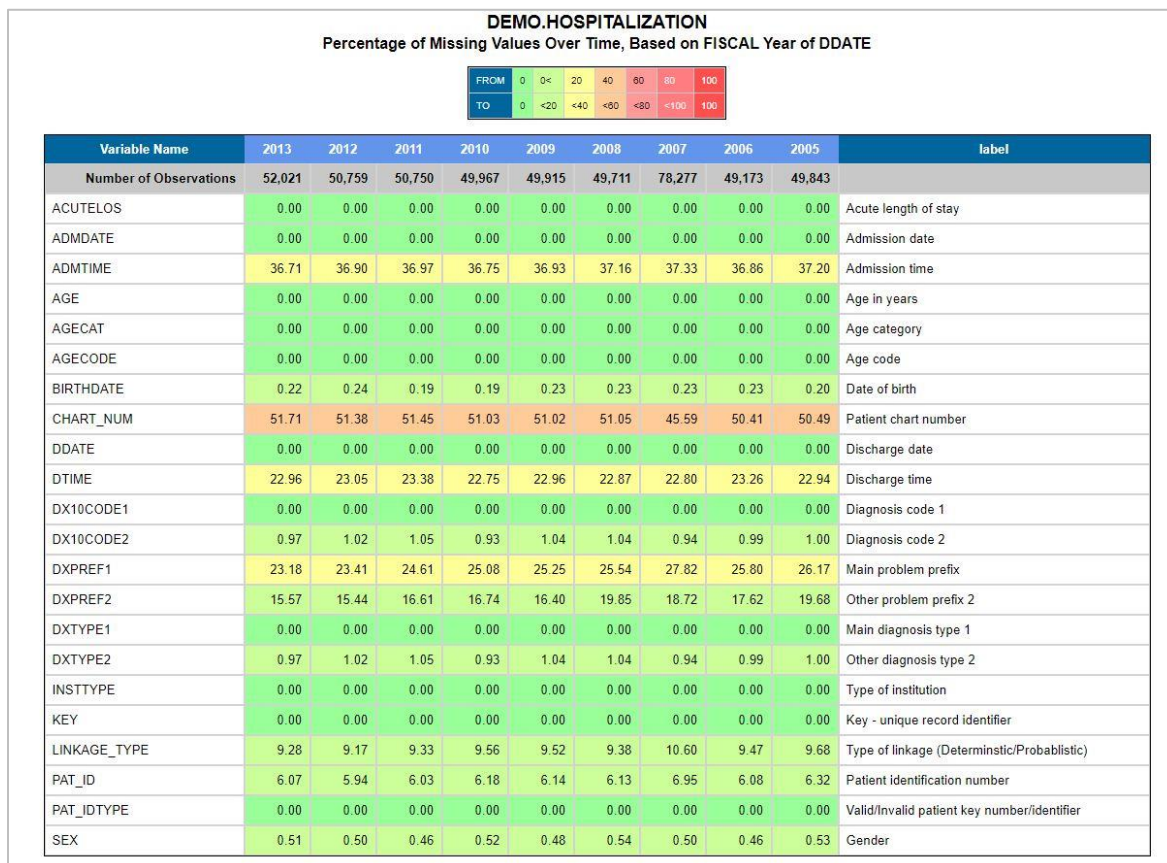 DEMO.HOSPITALIZATION
Percentage of Missing Values Over Time, Based on FISCAL Year of DDATE
FROM 0 0< 20 40 60 80 100
TO 0 <20 <40 <60 <80 <100 100
Variable Name 2013 2012 2011 2010 2009 2008 2007 2006 2005 label
Number of Observations 52,021 50,759 50,750 49,967 49,915 49,711 78,277 49,173 49,843
ACUTELOS 0.00 0.00 0.00 0.00 0.00 0.00 0.00 0.00 0.00 Acute length of stay
ADMDATE 0.00 0.00 0.00 0.00 0.00 0.00 0.00 0.00 0.00 Admission date
ADMTIME 36.71 36.90 36.97 36.75 36.93 37.16 37.33 36.86 37.20 Admission time
AGE 0.00 0.00 0.00 0.00 0.00 0.00 0.00 0.00 0.00 Age in years
AGECAT 0.00 0.00 0.00 0.00 0.00 0.00 0.00 0.00 0.00 Age category
AGECODE 0.00 0.00 0.00 0.00 0.00 0.00 0.00 0.00 0.00 Age code
BIRTHDATE 0.22 0.24 0.19 0.19 0.23 0.23 0.23 0.23 0.20 Date of birth
CHART_NUM 51.71 51.38 51.45 51.03 51.02 51.05 45.59 50.41 50.49 Patient chart number
DDATE 0.00 0.00 0.00 0.00 0.00 0.00 0.00 0.00 0.00 Discharge date
DTIME 22.96 23.05 23.38 22.75 22.96 22.87 22.80 23.26 22.94 Discharge time
DX10CODE1 0.00 0.00 0.00 0.00 0.00 0.00 0.00 0.00 0.00 Diagnosis code 1
DX10CODE2 0.97 1.02 1.05 0.93 1.04 1.04 0.94 0.99 1.00 Diagnosis code 2
DXPREF1 23.18 23.41 24.61 25.08 25.25 25.54 27.82 25.80 26.17 Main problem prefix
DXPREF2 15.57 15.44 16.61 16.74 16.40 19.85 18.72 17.62 19.68 Other problem prefix 2
DXTYPE1 0.00 0.00 0.00 0.00 0.00 0.00 0.00 0.00 0.00 Main diagnosis type 1
DXTYPE2 0.97 1.02 1.05 0.93 1.04 1.04 0.94 0.99 1.00 Other diagnosis type 2
INSTTYPE 0.00 0.00 0.00 0.00 0.00 0.00 0.00 0.00 0.00 Type of institution
KEY 0.00 0.00 0.00 0.00 0.00 0.00 0.00 0.00 0.00 Key - unique record identifier
LINKAGE_TYPE 9.28 9.17 9.33 9.56 9.52 9.38 10.60 9.47 9.68 Type of linkage (Determinstic/Probablistic)
PAT_ID 6.07 5.94 6.03 6.18 6.14 6.13 6.95 6.08 6.32 Patient identification number
PAT_IDTYPE 0.00 0.00 0.00 0.00 0.00 0.00 0.00 0.00 0.00 Valid/Invalid patient key number/identifier
SEX 0.51 0.50 0.46 0.52 0.48 0.54 0.50 0.46 0.53 Gender